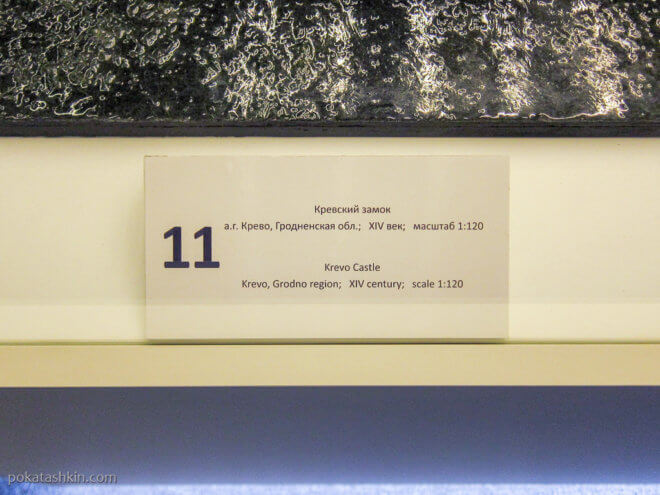 11
Кревский замок
а.г. Крево, Гродненская обл.; XIV век; масштаб 1:120
Krevo Castle
Krevo, Grodno region; XIV century; scale 1:120
pokatashkin.com